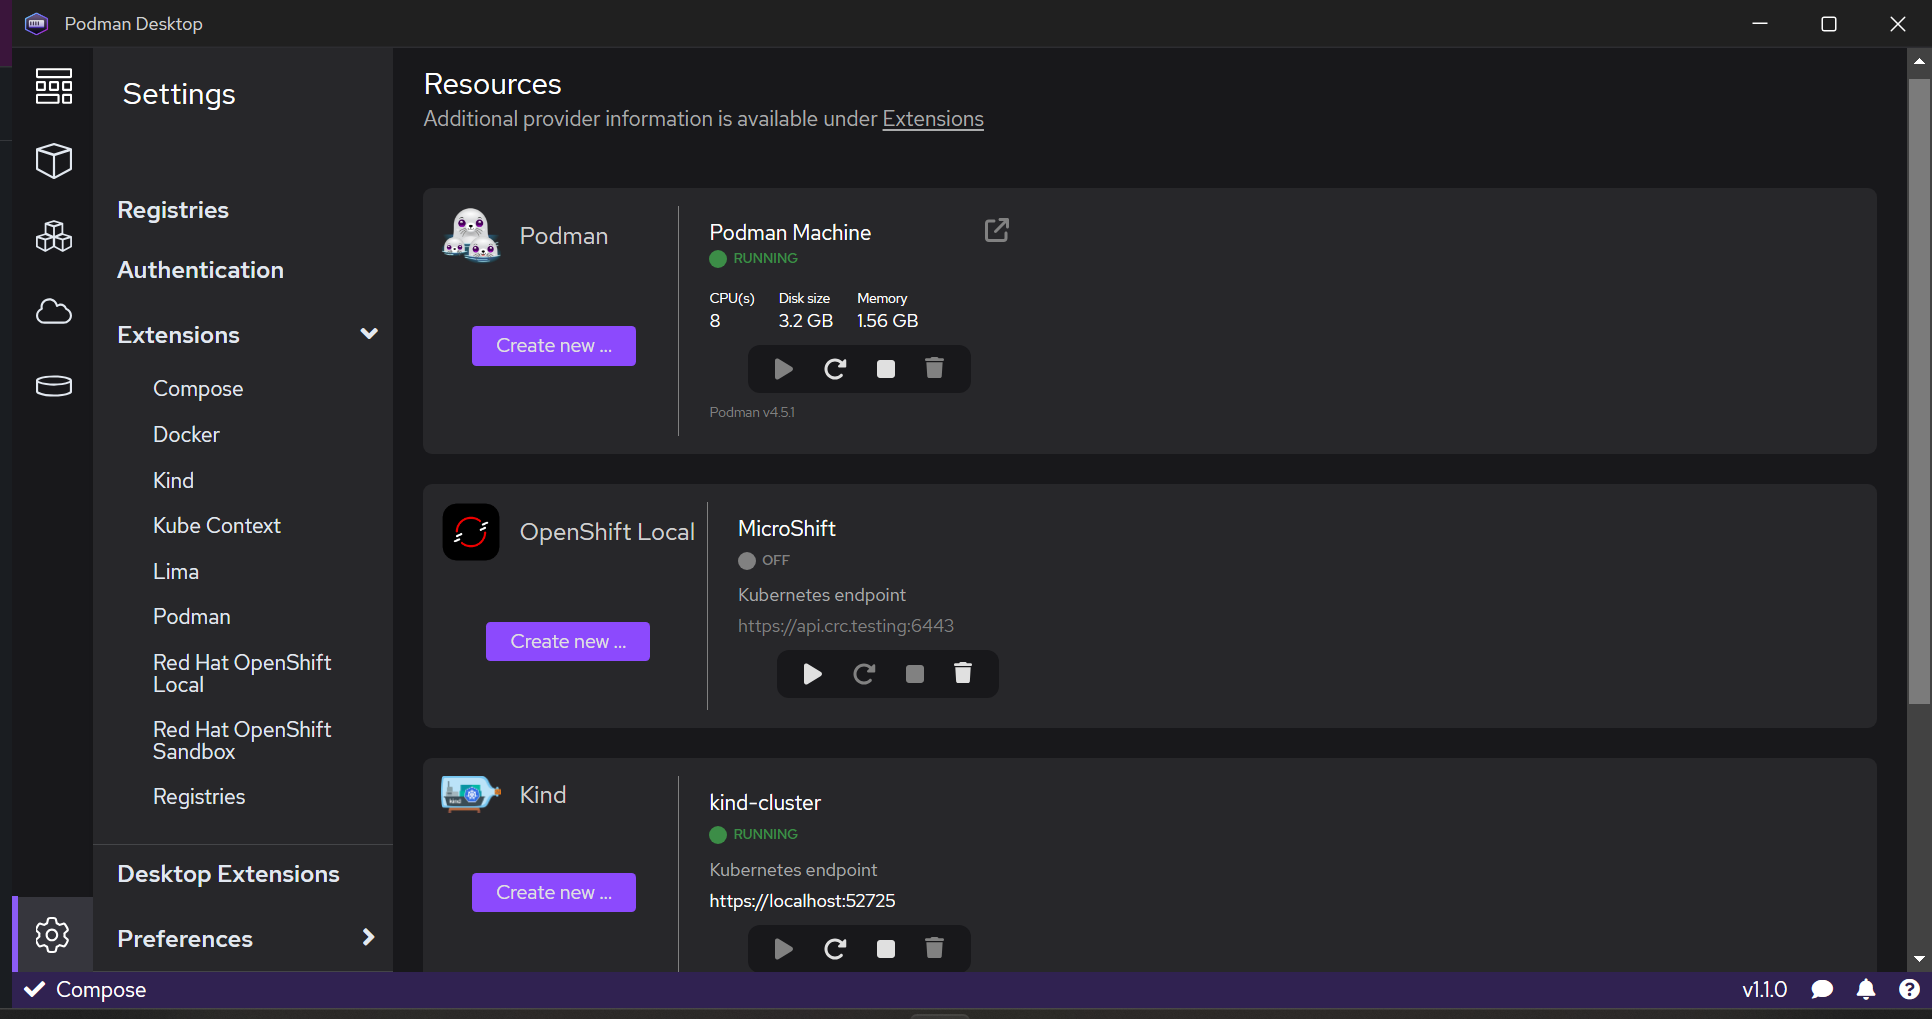 Podman Desktop
Settings
Registries
Authentication
Extensions
Compose
Docker
Kind
Kube Context
Lima
Podman
Red Hat OpenShift
Local
Red Hat OpenShift
Sandbox
Registries
Desktop Extensions
Preferences
Resources
Additional provider information is available under Extensions
Podman
Create new ...
Podman Machine
RUNNING
CPU(s) Disk size Memory
8 3.2 GB 1.56 GB
Podman v4.5.1
OpenShift Local
Create new ...
MicroShift
OFF
Kubernetes endpoint
https://api.crc.testing:6443
Kind
Create new ...
kind-cluster
RUNNING
Kubernetes endpoint
https://localhost:52725
Compose
v1.1.0